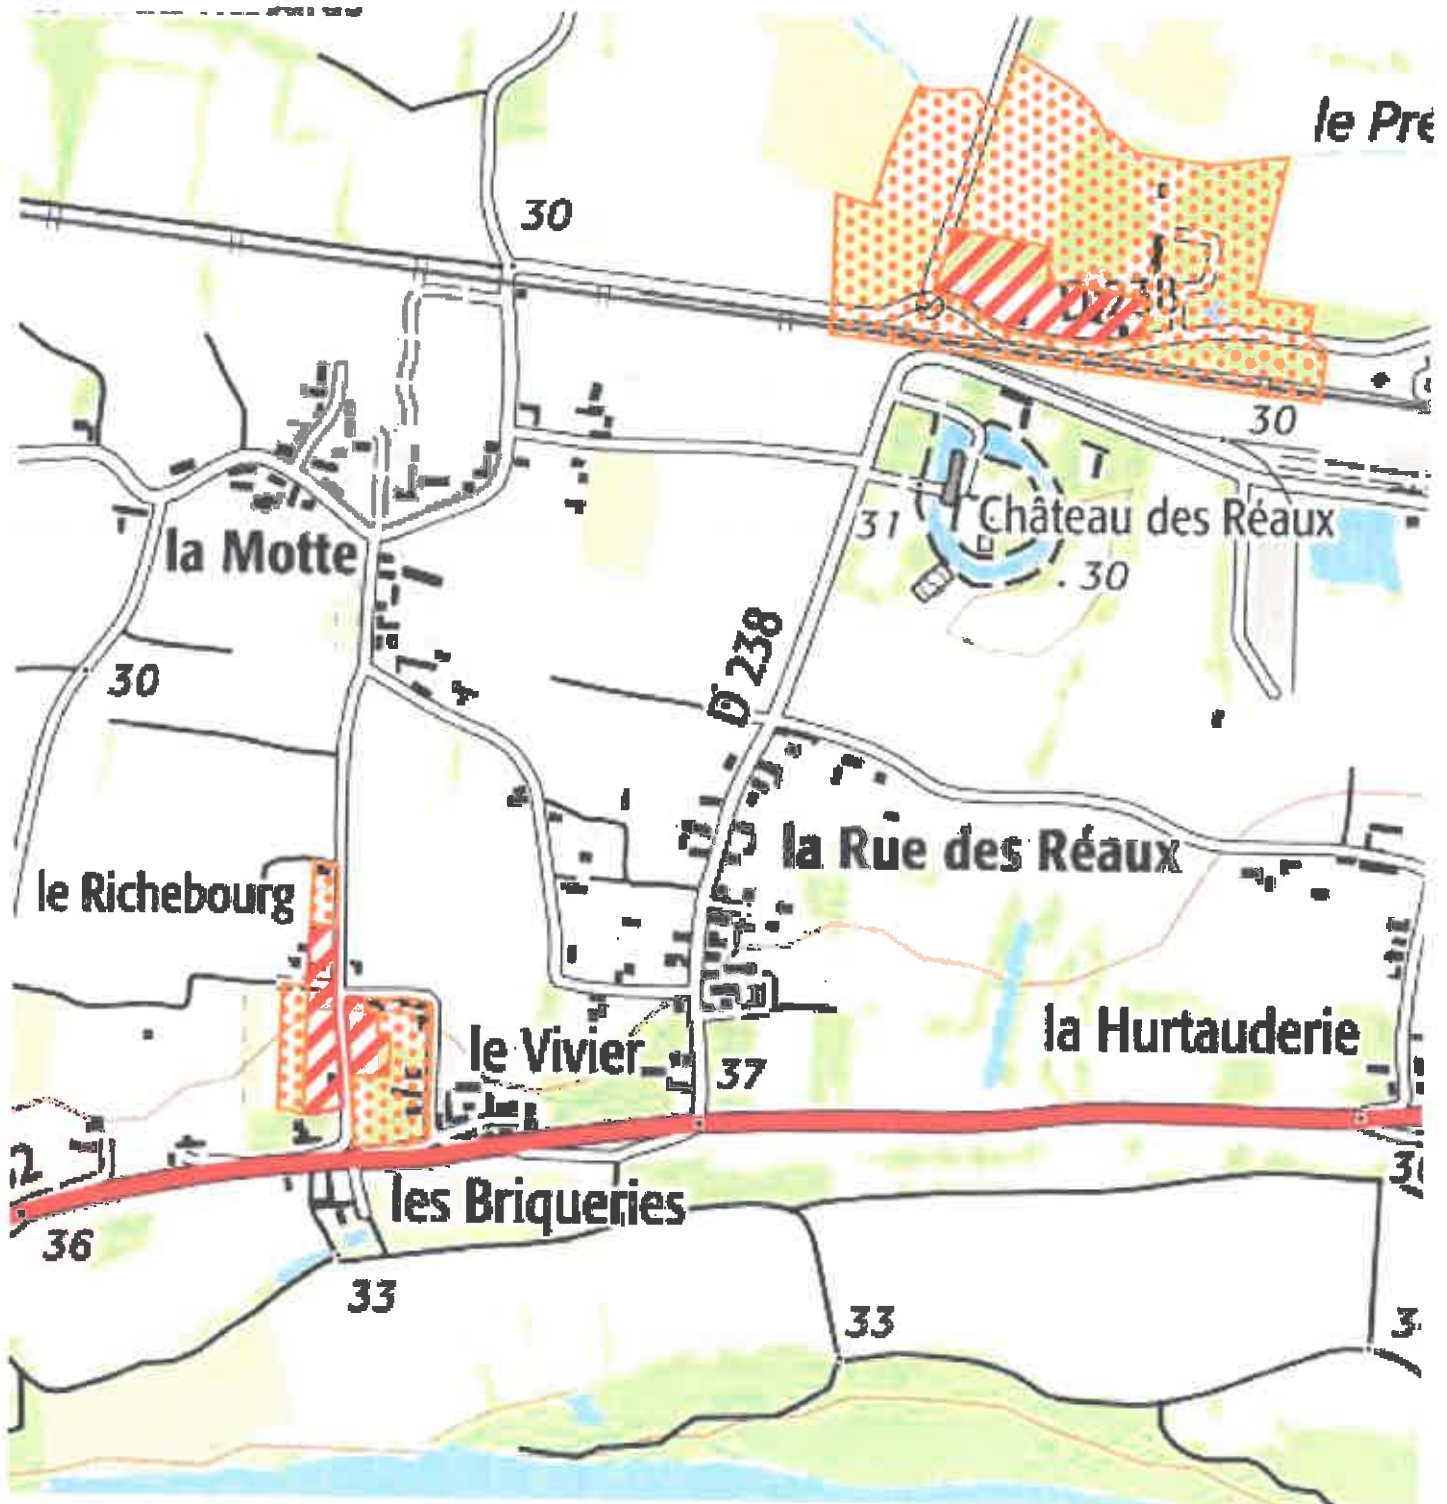 le Pré
30
30
31
Château des Réaux
30
la Motte
D 238
30
la Rue des Réaux
le Richebourg
la Hurtauderie
le Vivier
37
les Briqueries
36
33
33